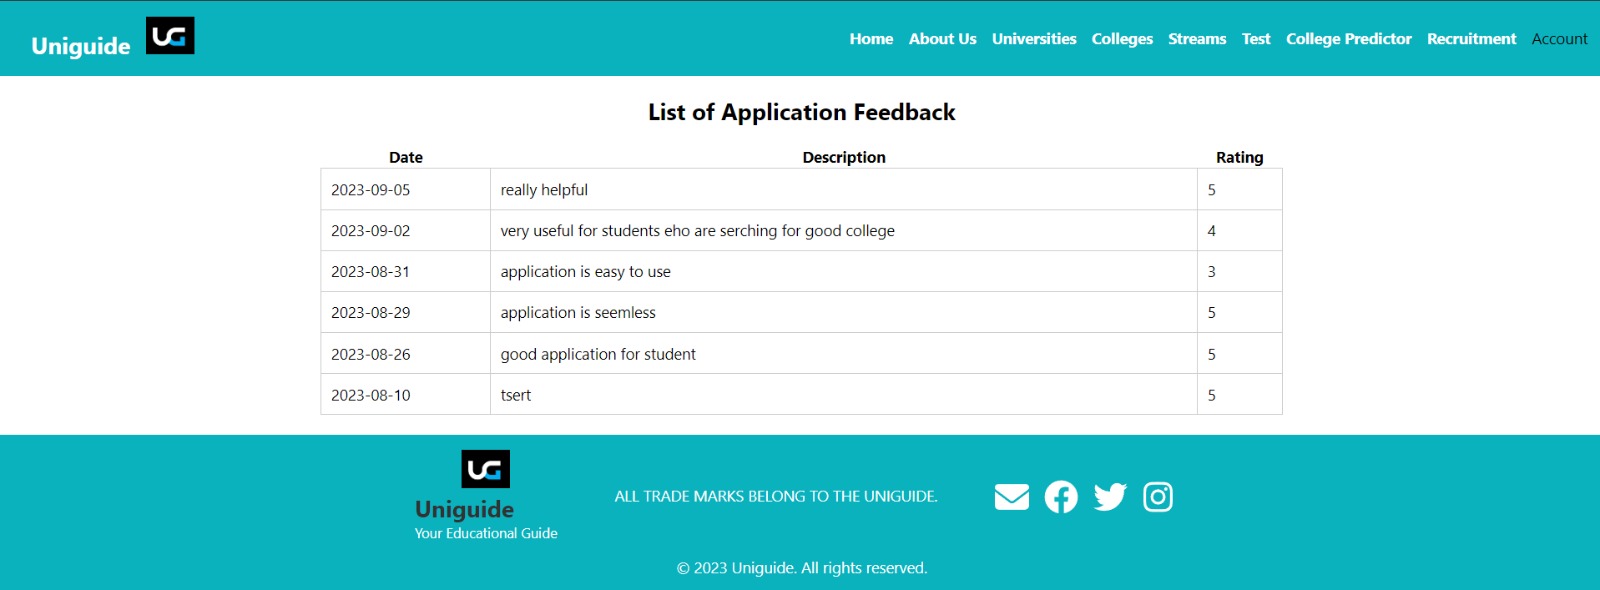 Uniguide UG Home About Us Universities Colleges Streams Test College Predictor Recruitment Account
List of Application Feedback
Date Description Rating
2023-09-05 really helpful 5
2023-09-02 very useful for students eho are serching for good college 4
2023-08-31 application is easy to use 3
2023-08-29 application is seemless 5
2023-08-26 good application for student 5
2023-08-10 tsert 5
UG
Uniguide
Your Educational Guide
ALL TRADE MARKS BELONG TO THE UNIGUIDE.
© 2023 Uniguide. All rights reserved.